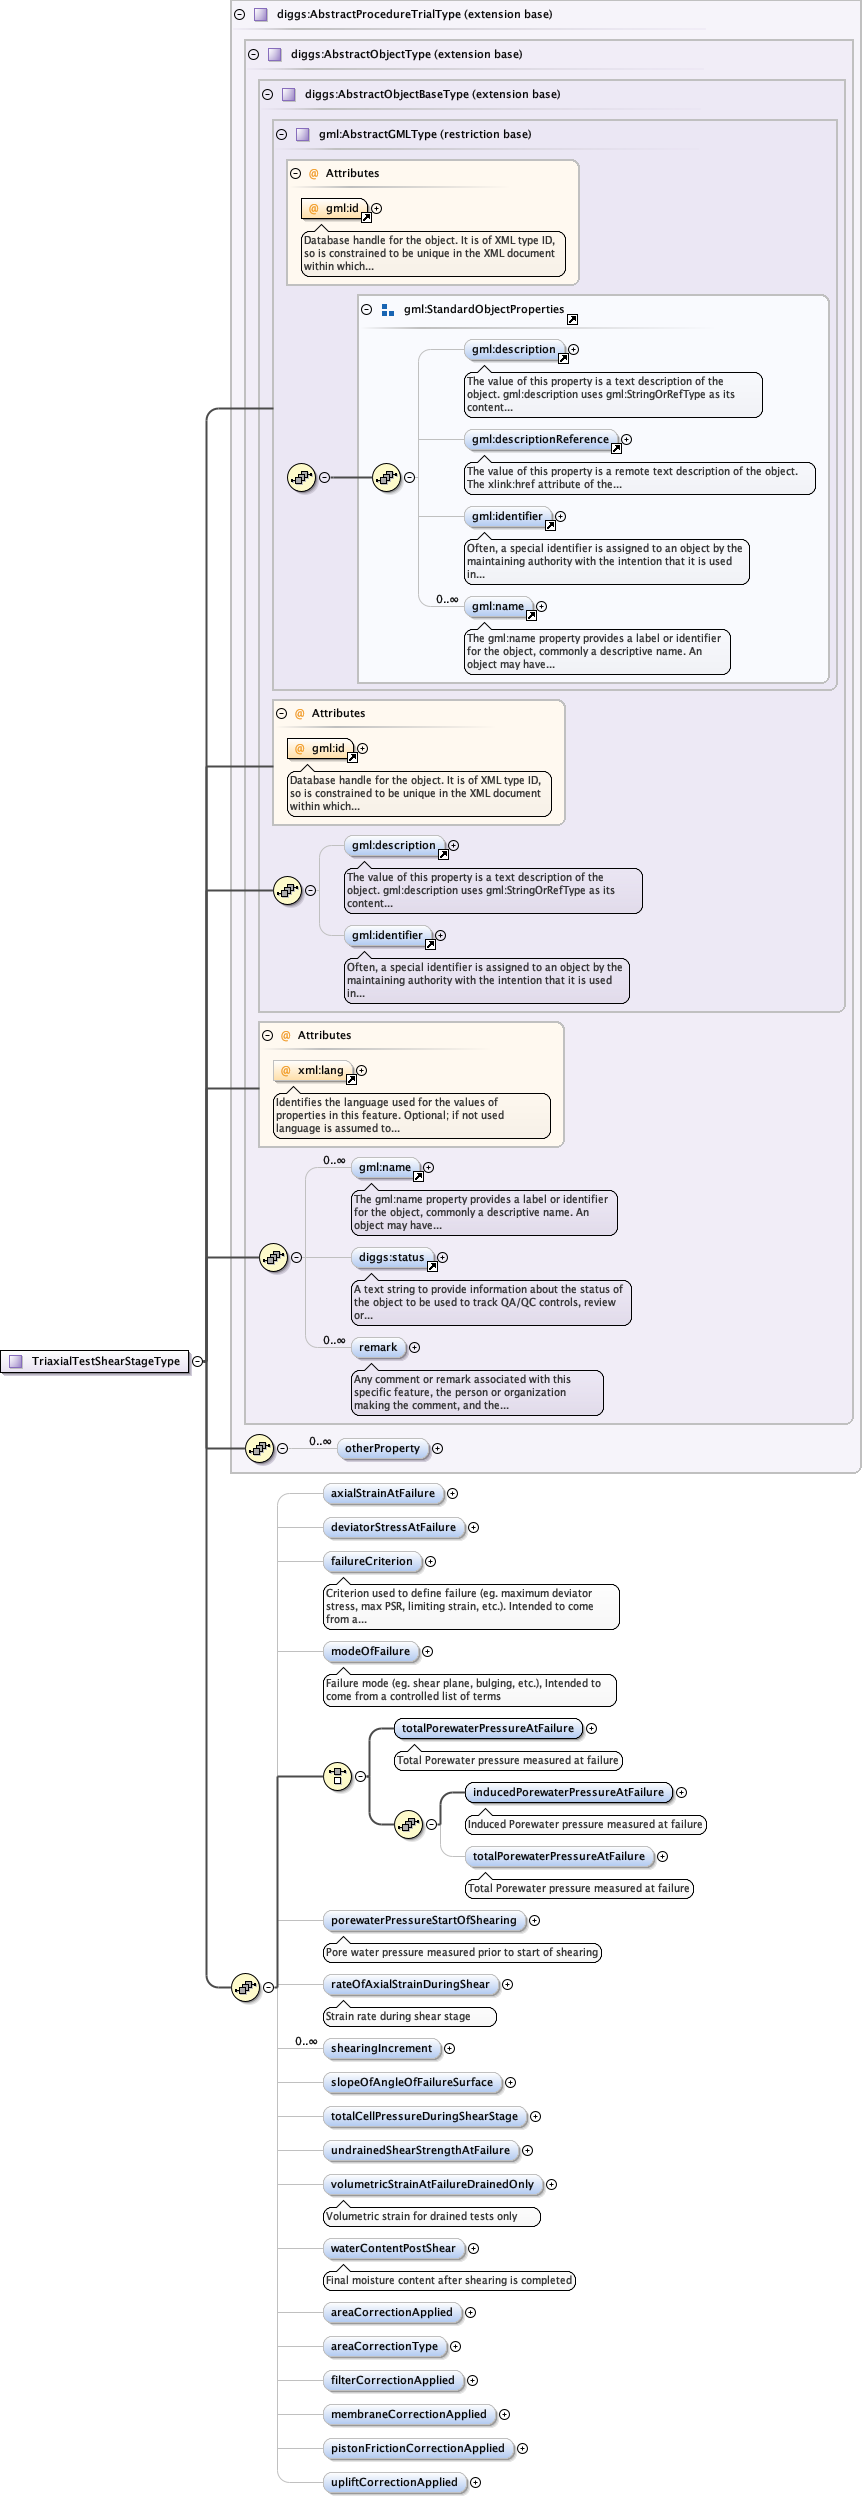 diggs:AbstractProcedureTrialType (extension base)
diggs:AbstractObjectType (extension base)
diggs:AbstractObjectBaseType (extension base)
gml:AbstractGMLType (restriction base)
@ Attributes
@ gml:id
Database handle for the object. It is of XML type ID,
so is constrained to be unique in the XML document
within which...
gml:StandardObjectProperties
gml:description
The value of this property is a text description of the
object. gml:description uses gml:StringOrRefType as its
content...
gml:descriptionReference
The value of this property is a remote text description of the object.
The xlink:href attribute of the...
gml:identifier
Often, a special identifier is assigned to an object by the
maintaining authority with the intention that it is used
in...
0..∞ gml:name
The gml:name property provides a label or identifier
for the object, commonly a descriptive name. An
object may have...
@ Attributes
@ gml:id
Database handle for the object. It is of XML type ID,
so is constrained to be unique in the XML document
within which...
gml:description
The value of this property is a text description of the
object. gml:description uses gml:StringOrRefType as its
content...
gml:identifier
Often, a special identifier is assigned to an object by the
maintaining authority with the intention that it is used
in...
@ Attributes
@ xml:lang
Identifies the language used for the values of
properties in this feature. Optional; if not used
language is assumed to...
0..∞ gml:name
The gml:name property provides a label or identifier
for the object, commonly a descriptive name. An
object may have...
diggs:status
A text string to provide information about the status of
the object to be used to track QA/QC controls, review
or...
0..∞ remark
Any comment or remark associated with this
specific feature, the person or organization
making the comment, and the...
TriaxialTestShearStageType
0..∞ otherProperty
axialStrainAtFailure
deviatorStressAtFailure
failureCriterion
Criterion used to define failure (eg. maximum deviator
stress, max PSR, limiting strain, etc.). Intended to come
from a...
modeOfFailure
Failure mode (eg. shear plane, bulging, etc.), Intended to
come from a controlled list of terms
totalPorewaterPressureAtFailure
Total Porewater pressure measured at failure
inducedPorewaterPressureAtFailure
Induced Porewater pressure measured at failure
totalPorewaterPressureAtFailure
Total Porewater pressure measured at failure
porewaterPressureStartOfShearing
Pore water pressure measured prior to start of shearing
rateOfAxialStrainDuringShear
Strain rate during shear stage
0..∞ shearingIncrement
slopeOfAngleOfFailureSurface
totalCellPressureDuringShearStage
undrainedShearStrengthAtFailure
volumetricStrainAtFailureDrainedOnly
Volumetric strain for drained tests only
waterContentPostShear
Final moisture content after shearing is completed
areaCorrectionApplied
areaCorrectionType
filterCorrectionApplied
membraneCorrectionApplied
pistonFrictionCorrectionApplied
upliftCorrectionApplied